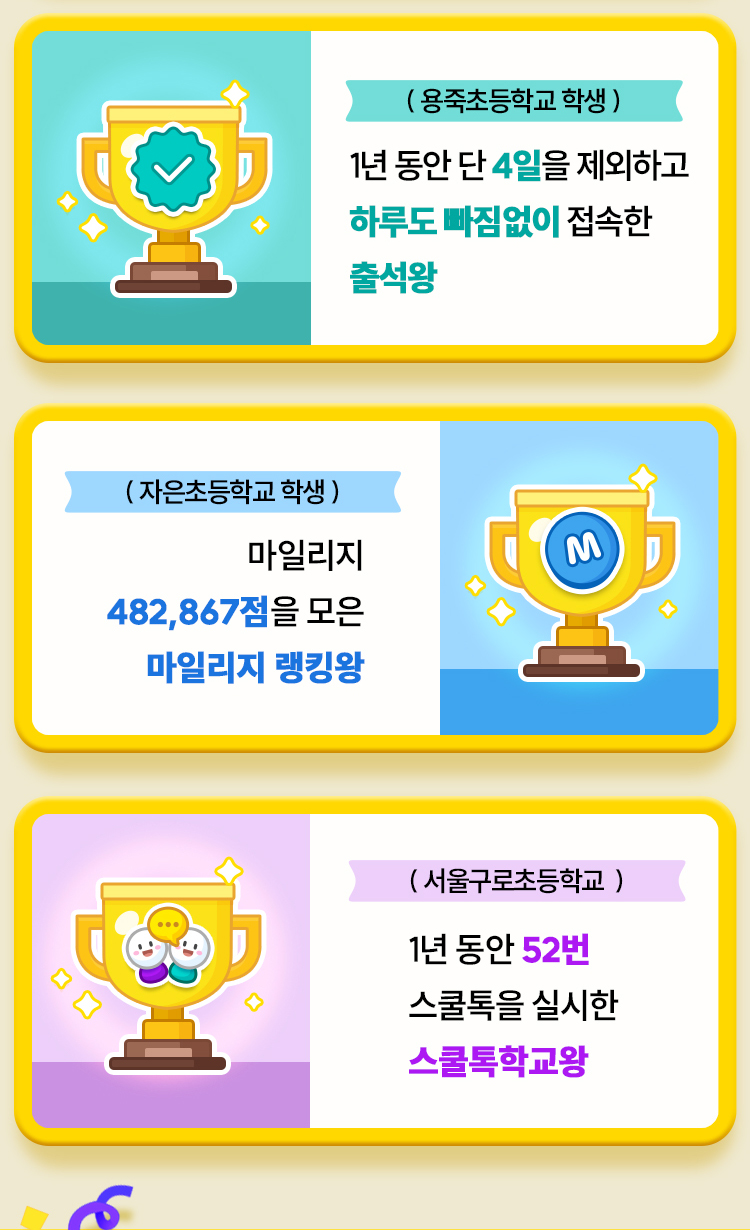 ( 용죽초등학교 학생 )
1년 동안 단 4일을 제외하고
하루도 빠짐없이 접속한
출석왕
( 자은초등학교 학생 )
마일리지
482,867점을 모은
마일리지 랭킹왕
M
( 서울구로초등학교 )
1년 동안 52번
스쿨톡을 실시한
스쿨톡학교왕